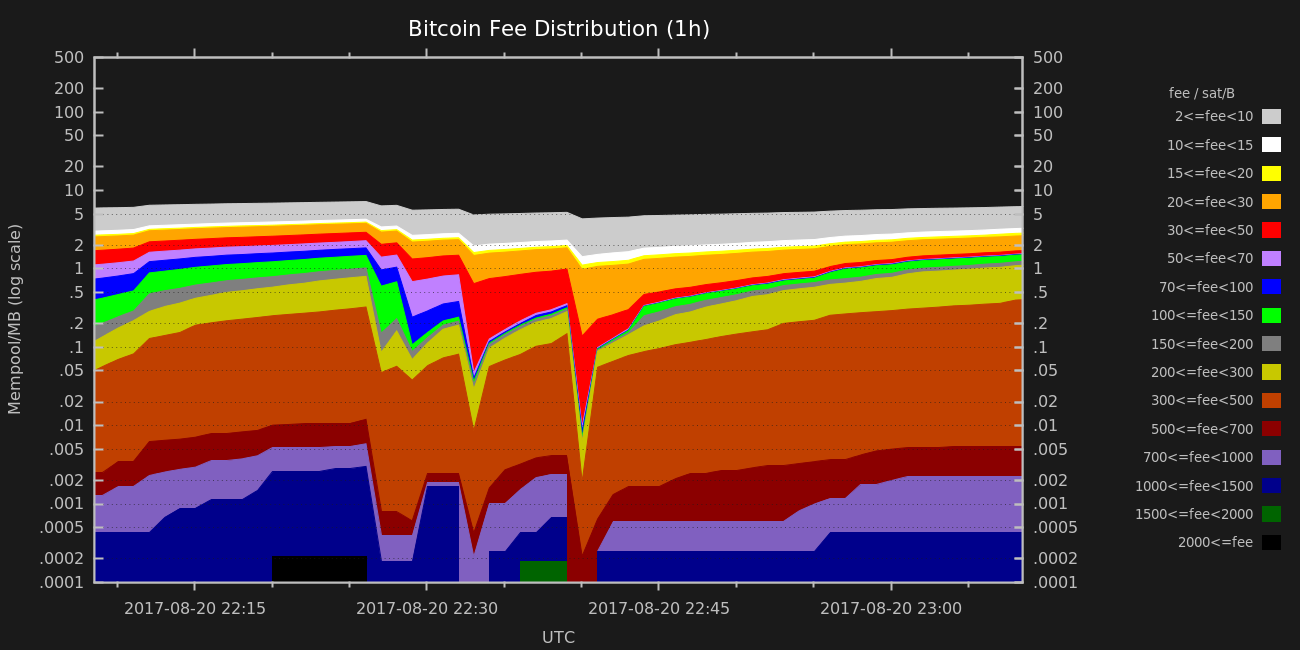 Bitcoin Fee Distribution (1h)
500 500
200 200
100 100
50 50
20 20
10 10
5 5
2 2
1 1
.5 .5
.2 .2
.1 .1
.05 .05
.02 .02
.01 .01
.005 .005
.002 .002
.001 .001
.0005 .0005
.0002 .0002
.0001 .0001
Mempool/MB (log scale)
2017-08-20 22:15 2017-08-20 22:30 2017-08-20 22:45 2017-08-20 23:00
UTC
fee / sat/B
2<=fee<10
10<=fee<15
15<=fee<20
20<=fee<30
30<=fee<50
50<=fee<70
70<=fee<100
100<=fee<150
150<=fee<200
200<=fee<300
300<=fee<500
500<=fee<700
700<=fee<1000
1000<=fee<1500
1500<=fee<2000
2000<=fee